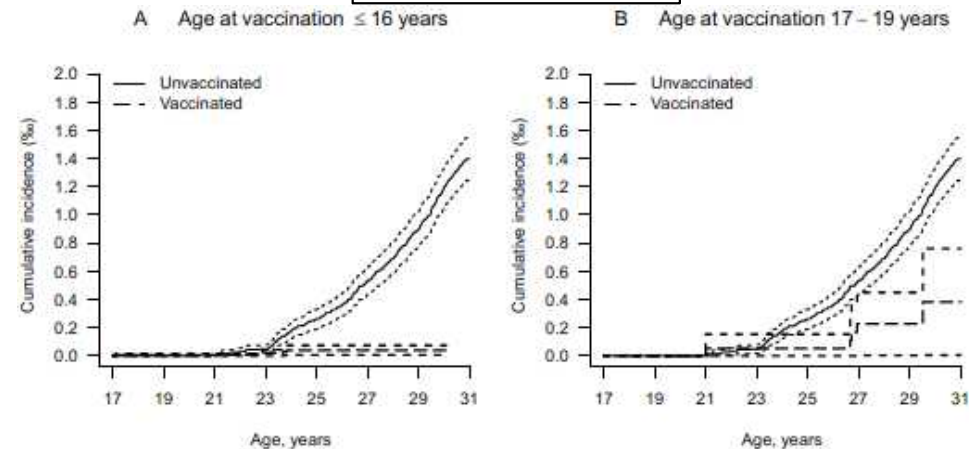 A Age at vaccination ≤ 16 years
Unvaccinated
Vaccinated
Cumulative incidence (‰)
2.0
1.8
1.6
1.4
1.2
1.0
0.8
0.6
0.4
0.2
0.0
17 19 21 23 25 27 29 31
Age, years
B Age at vaccination 17 – 19 years
Unvaccinated
Vaccinated
Cumulative incidence (‰)
2.0
1.8
1.6
1.4
1.2
1.0
0.8
0.6
0.4
0.2
0.0
17 19 21 23 25 27 29 31
Age, years